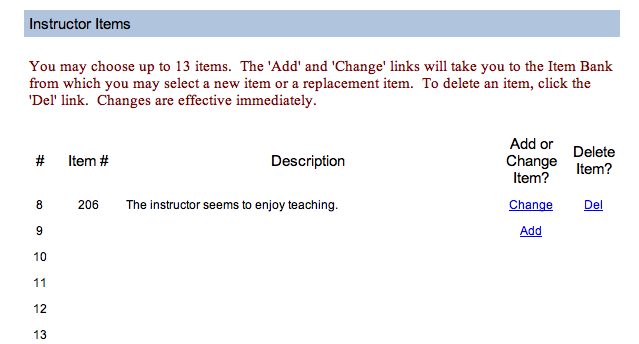 Instructor Items
You may choose up to 13 items.  The 'Add' and 'Change' links will take you to the Item Bank
from which you may select a new item or a replacement item.  To delete an item, click the
'Del' link.  Changes are effective immediately.
# Item # Description Add or Change Item? Delete Item?
8 206 The instructor seems to enjoy teaching. Change Del
9 Add
10
11
12
13